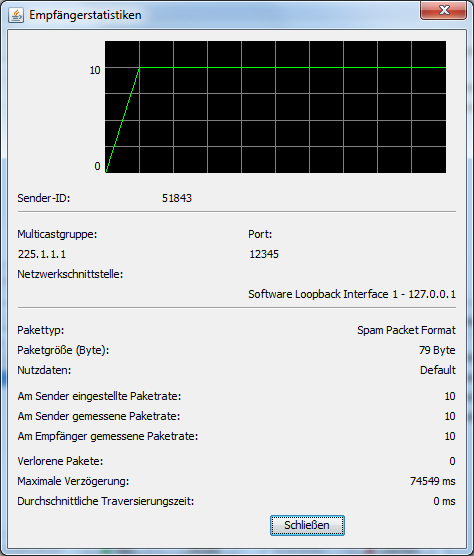 Empfängerstatistiken
10
0
Sender-ID: 51843
Multicastgruppe: Port:
225.1.1.1 12345
Netzwerkschnittstelle:
Software Loopback Interface 1 - 127.0.0.1
Pakettyp: Spam Packet Format
Paketgröße (Byte): 79 Byte
Nutzdaten: Default
Am Sender eingestellte Paketrate: 10
Am Sender gemessene Paketrate: 10
Am Empfänger gemessene Paketrate: 10
Verlorene Pakete: 0
Maximale Verzögerung: 74549 ms
Durchschnittliche Traversierungszeit: 0 ms
Schließen